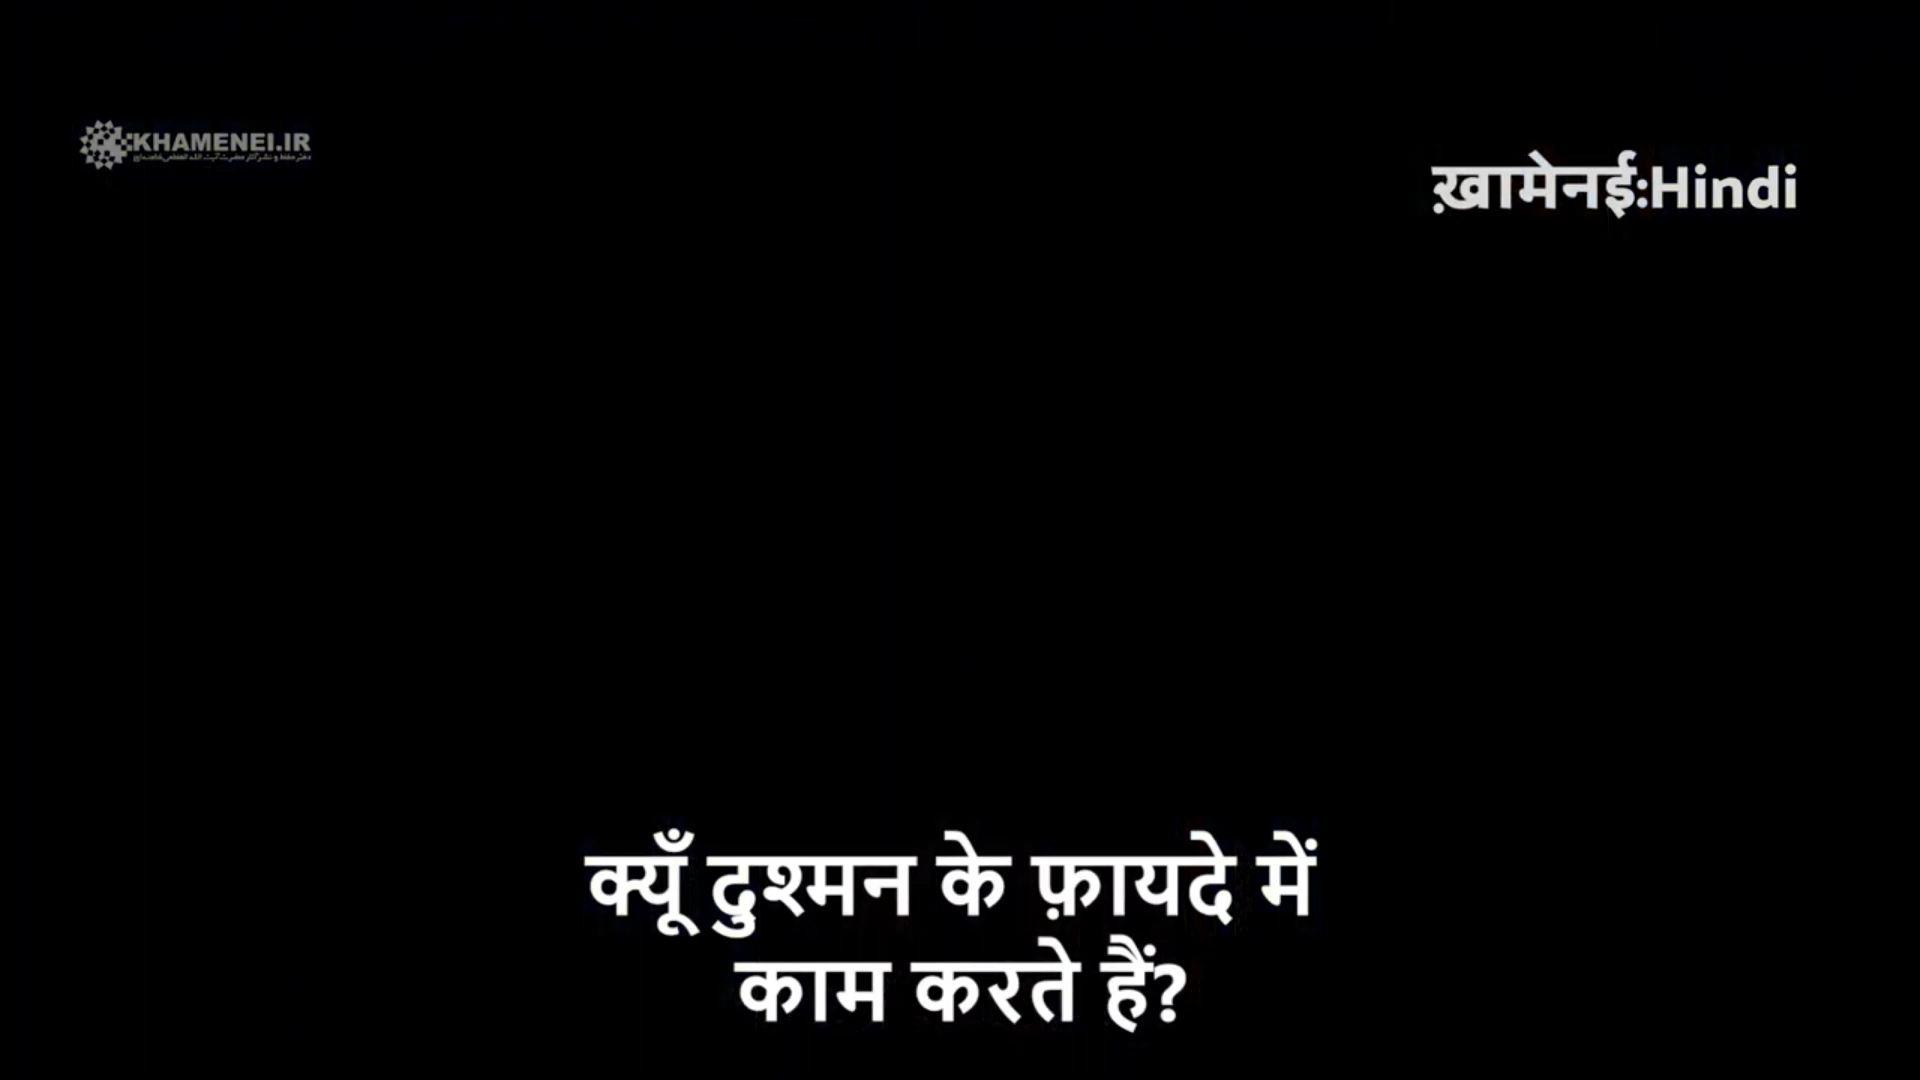 KHAMENEI.IR
ख़ामेनई:Hindi
क्यूँ दुश्मन के फ़ायदे में
काम करते हैं?